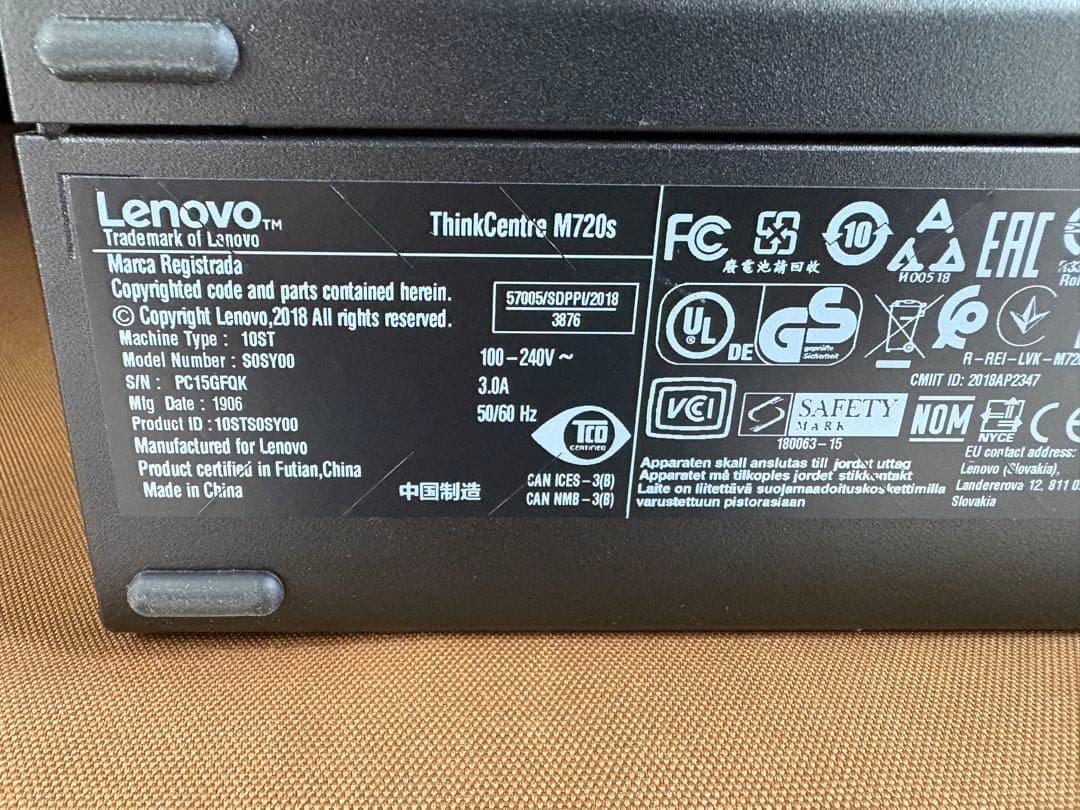 Lenovo™
Trademark of Lenovo
ThinkCentre M720s
Marca Registrada
Copyrighted code and parts contained herein.
© Copyright Lenovo,2018 All rights reserved.
Machine Type : 10ST
Model Number : S0SY00
S/N : PC15GFQK
Mfg Date : 1906
Product ID :10STS0SY00
Manufactured for Lenovo
Product certified in Futian,China
Made in China
中国制造
57005/SDPPI/2018
3876
100-240V~
3.0A
50/60 Hz
TCO
CERTIFIED
CAN ICES-3(B)
CAN NMB-3(B)
FC
廢電池請回收
10
И00518
EAC
UL
DE
GS
geprüfte
Sicherheit
R-REI-LVK-M720
CMIIT ID: 2018AP2347
VCCI
S
SAFETY
MARK
180063-15
NOM
NYCE
CE
Apparaten skall anslutas till jordat uttag
Apparatet må tilkoples jordet stikkontakt
Laite on liitettävä suojamaadoituskoskettimilla
varustettuun pistorasiaan
EU contact address:
Lenovo (Slovakia),
Landererova 12, 811 0
Slovakia